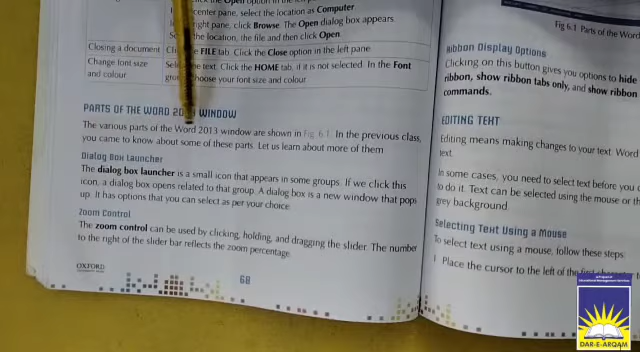 click the Open option in the left pane
center pane, select the location as Computer
right pane, click Browse. The Open dialog box appears.
the location, the file and then click Open.
Closing a document
FILE tab. Click the Close option in the left pane
Change font size and colour
the text. Click the HOME tab, if it is not selected. In the Font
choose your font size and colour
PARTS OF THE WORD WINDOW
The various parts of the Word 2013 window are shown in Fig 6.1. In the previous class,
you came to know about some of these parts. Let us learn about more of them
Dialog Box Launcher
The dialog box launcher is a small icon that appears in some groups. If we click this
icon, a dialog box opens related to that group. A dialog box is a new window that pops
up. It has options that you can select as per your choice.
Zoom Control
The zoom control can be used by clicking, holding, and dragging the slider. The number
to the right of the slider bar reflects the zoom percentage.
OXFORD
68
Fig 6.1 Parts of the Word
Ribbon Display Options
Clicking on this button gives you options to hide
ribbon, show ribbon tabs only, and show ribbon
commands.
EDITING TEXT
Editing means making changes to your text. Word
text.
In some cases, you need to select text before you
to do it. Text can be selected using the mouse or th
grey background.
Selecting Text Using a Mouse
To select text using a mouse, follow these steps:
1 Place the cursor to the left of the first
DAR-E-ARQAM